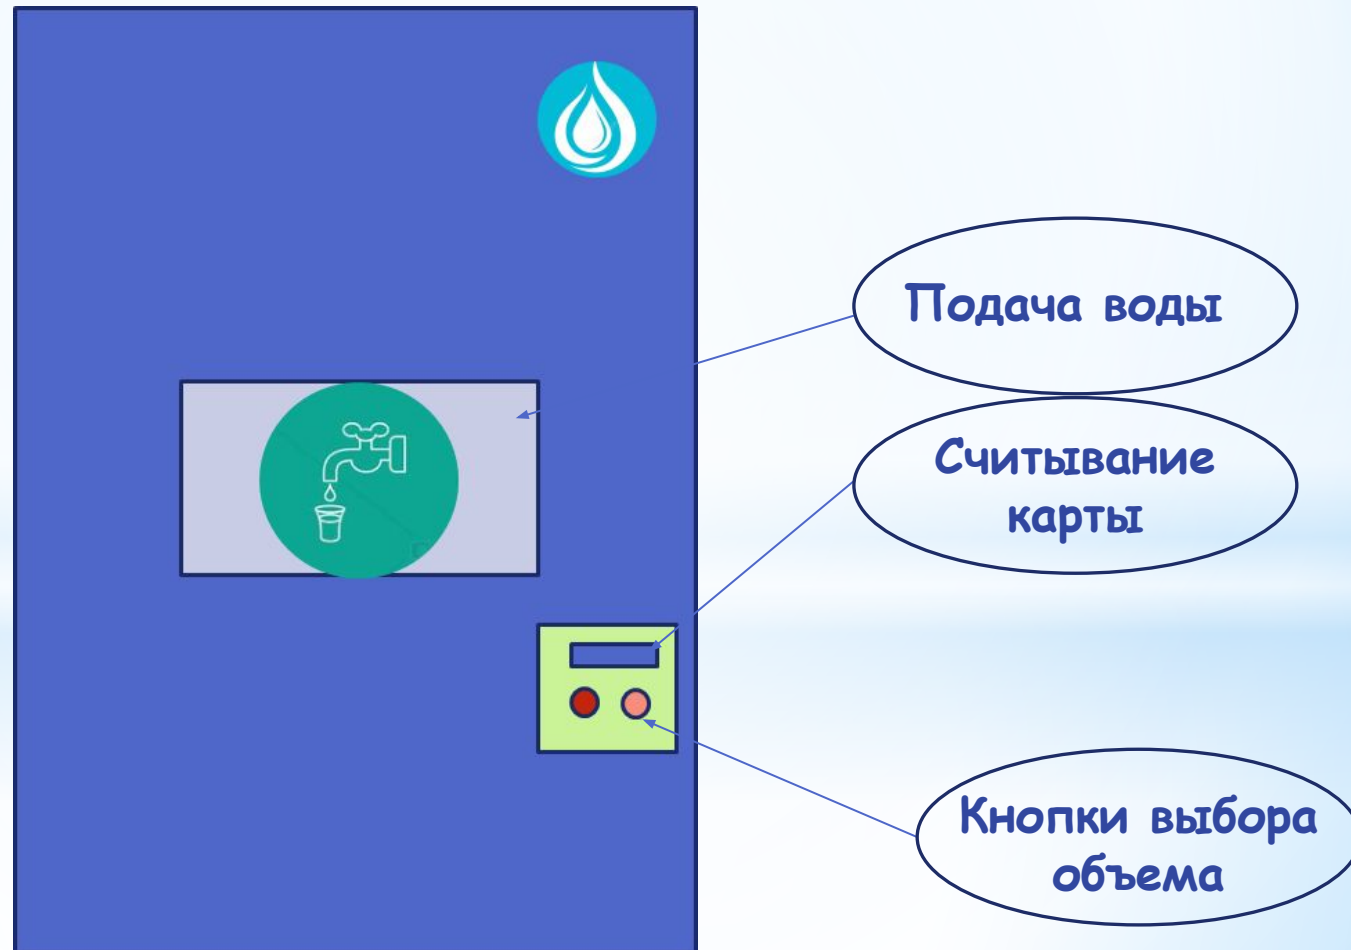 Подача воды
Считывание
карты
Кнопки выбора
объема